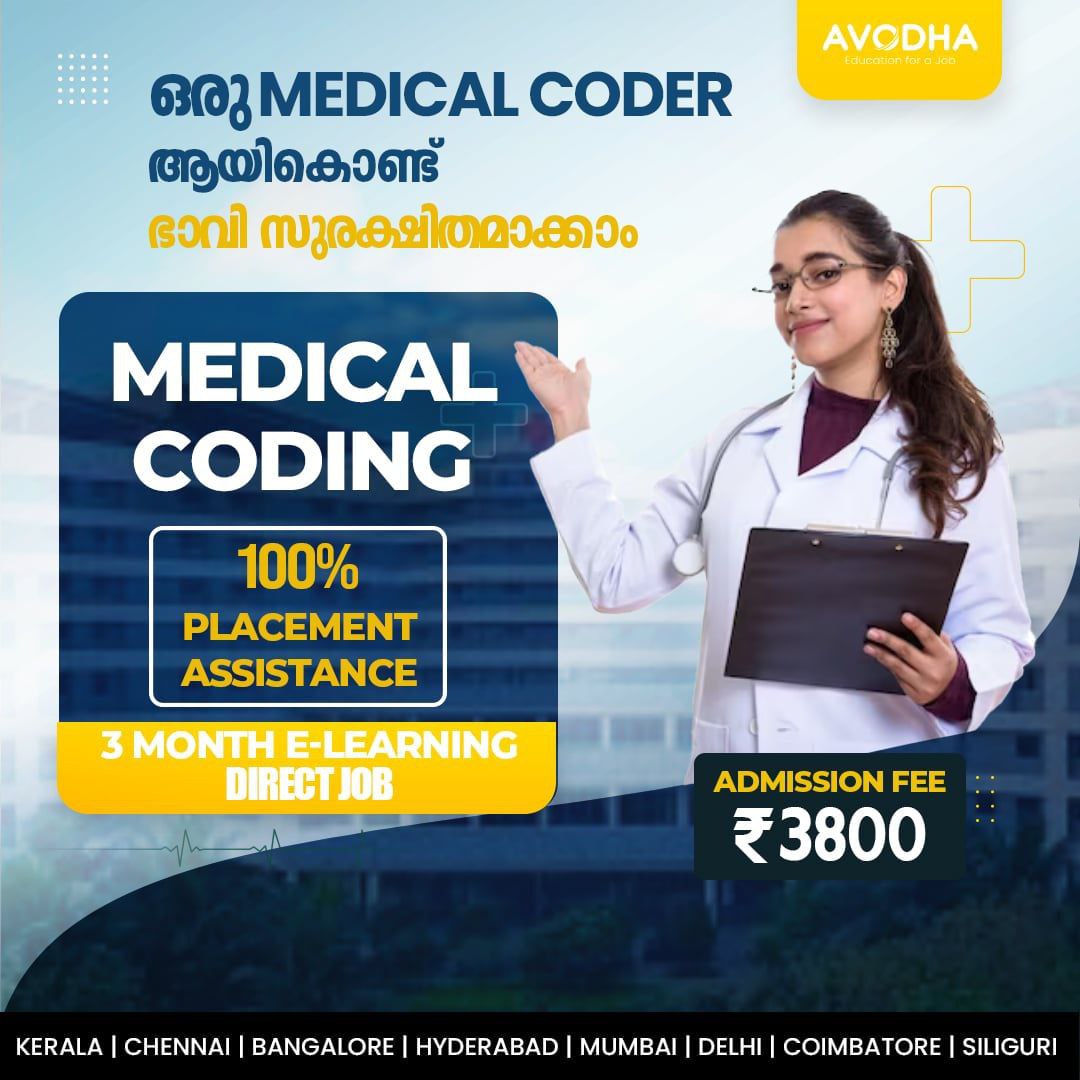 AVODHA
Education for a Job
ഒരു MEDICAL CODER
ആയികൊണ്ട്
ഭാവി സുരക്ഷിതമാക്കാം
MEDICAL
CODING
100%
PLACEMENT
ASSISTANCE
3 MONTH E-LEARNING
DIRECT JOB
ADMISSION FEE
₹3800
KERALA | CHENNAI | BANGALORE | HYDERABAD | MUMBAI | DELHI | COIMBATORE | SILIGURI